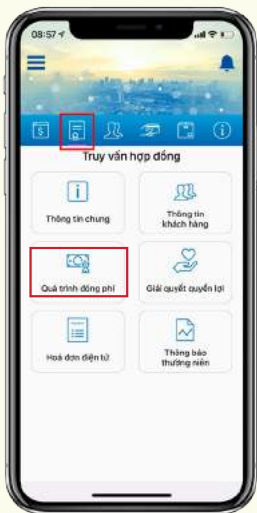 08:57
Truy vấn hợp đồng
Thông tin chung
Thông tin
khách hàng
Quá trình đóng phí
Giải quyết quyền lợi
Hoá đơn điện tử
Thông báo
thường niên